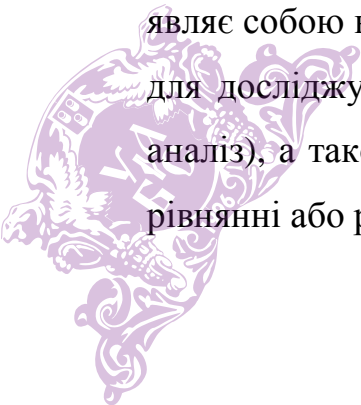 являє собою
для досліджу
аналіз), а так
рівнянні або